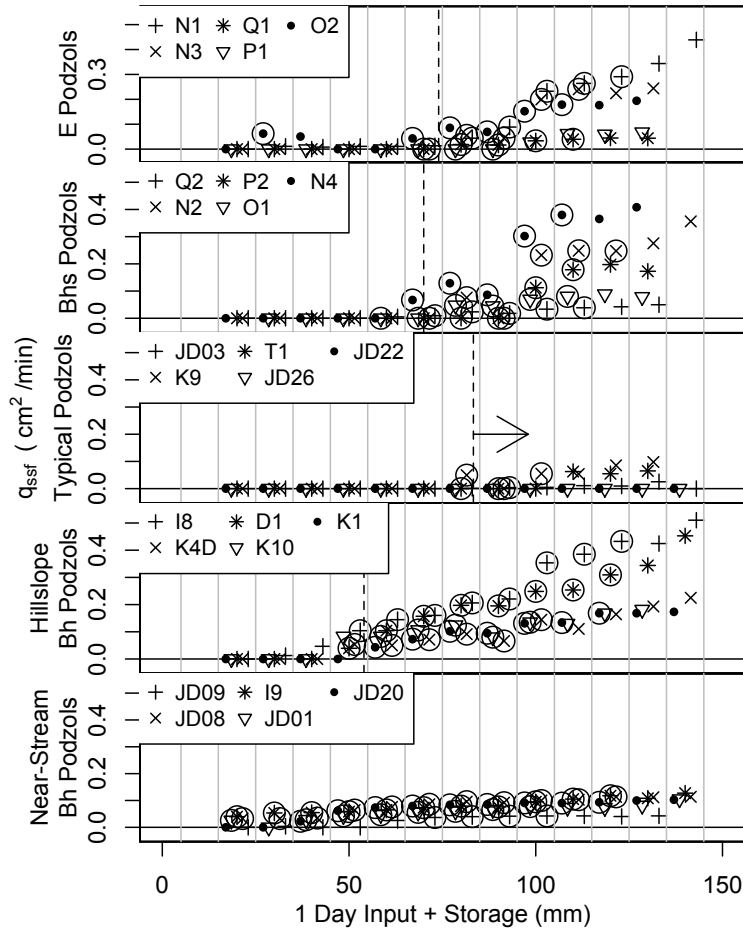 N1 Q1 O2
N3 P1
0.0 0.3
E Podzols
Q2 P2 N4
N2 O1
0.0 0.2 0.4
Bhs Podzols
JD03 T1 JD22
K9 JD26
0.0 0.2 0.4
Typical Podzols
qssf ( cm² /min)
I8 D1 K1
K4D K10
0.0 0.2 0.4
Hillslope
Bh Podzols
JD09 I9 JD20
JD08 JD01
0.0 0.2 0.4
Near-Stream
Bh Podzols
0 50 100 150
1 Day Input + Storage (mm)